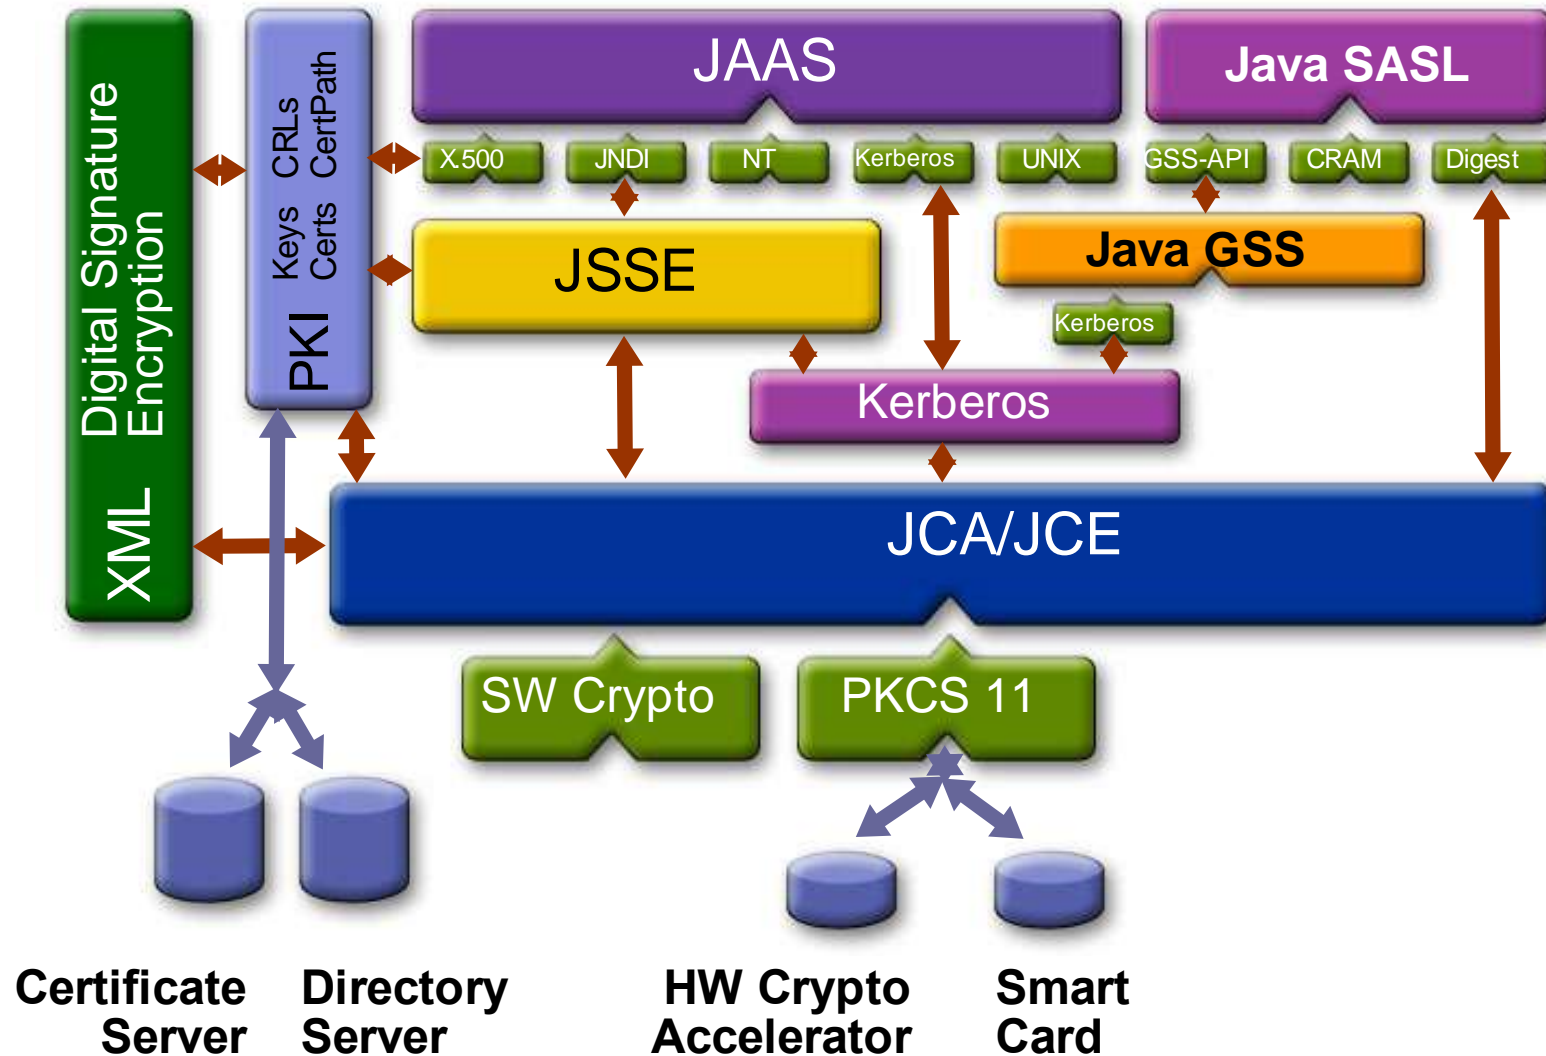 JAAS
Java SASL
XML Digital Signature
Encryption
PKI Keys CRLs
Certs CertPath
X.500
JNDI
NT
Kerberos
UNIX
GSS-API
CRAM
Digest
JSSE
Java GSS
Kerberos
Kerberos
JCA/JCE
SW Crypto
PKCS 11
Certificate
Server
Directory
Server
HW Crypto
Accelerator
Smart
Card